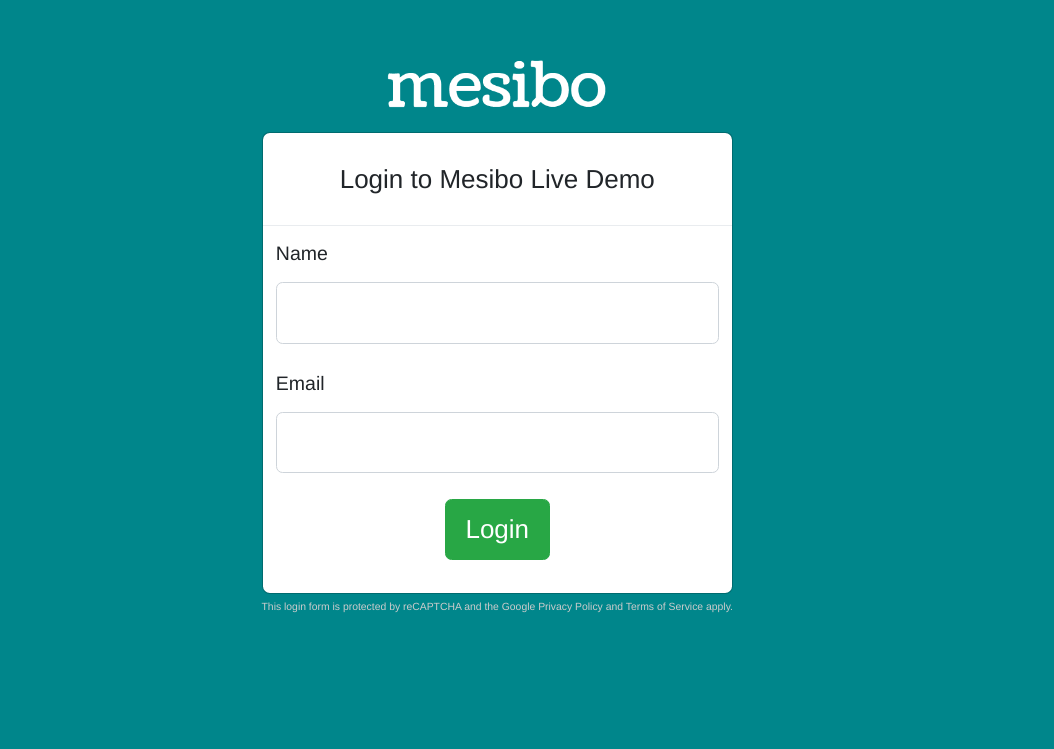 mesibo
Login to Mesibo Live Demo
Name
Email
Login
This login form is protected by reCAPTCHA and the Google Privacy Policy and Terms of Service apply.